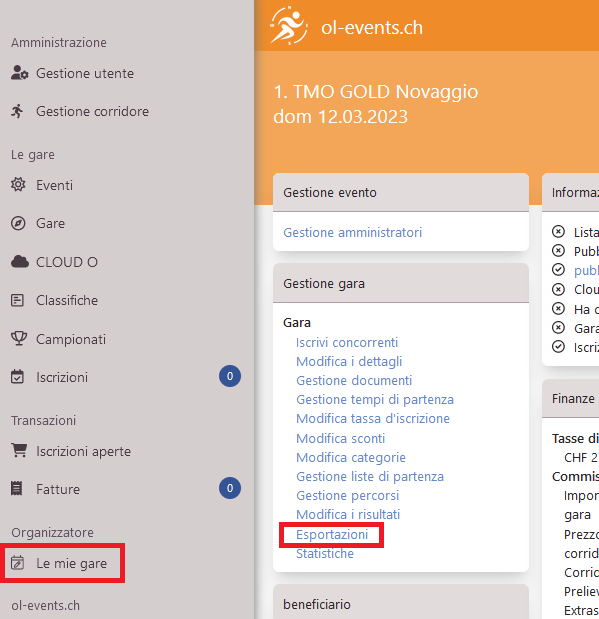 Amministrazione
Gestione utente
Gestione corridore
Le gare
Eventi
Gare
CLOUD O
Classifiche
Campionati
Iscrizioni
0
Transazioni
Iscrizioni aperte
Fatture
0
Organizzatore
Le mie gare
ol-events.ch
ol-events.ch
1. TMO GOLD Novaggio
dom 12.03.2023
Gestione evento
Gestione amministratori
Gestione gara
Gara
Iscrivi concorrenti
Modifica i dettagli
Gestione documenti
Gestione tempi di partenza
Modifica tassa d'iscrizione
Modifica sconti
Modifica categorie
Gestione liste di partenza
Gestione percorsi
Modifica i risultati
Esportazioni
Statistiche
beneficiario
Informaz
Lista
Pubb
pubb
Clou
Ha c
Gara
Iscriz
Finanze
Tasse di
CHF 2
Commis
Impor
gara
Prezzo
corrid
Corrid
Preliev
Extras